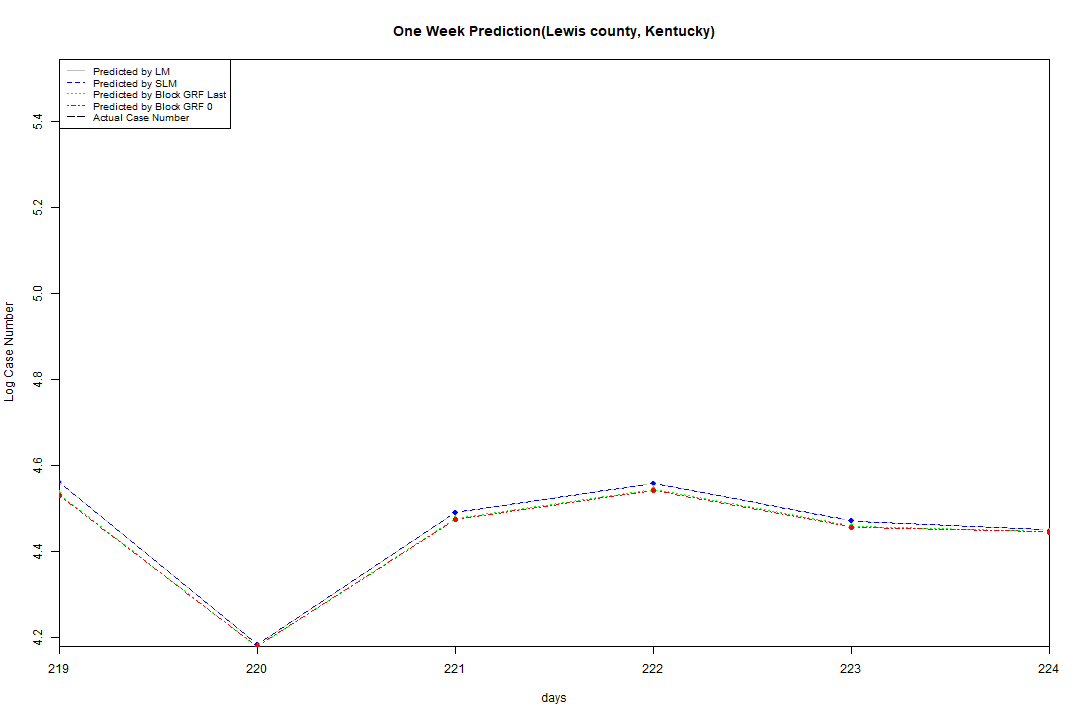 One Week Prediction(Lewis county, Kentucky)
Predicted by LM
Predicted by SLM
Predicted by Block GRF Last
Predicted by Block GRF 0
Actual Case Number
5.4
5.2
5.0
4.8
4.6
4.4
4.2
Log Case Number
219 220 221 222 223 224
days